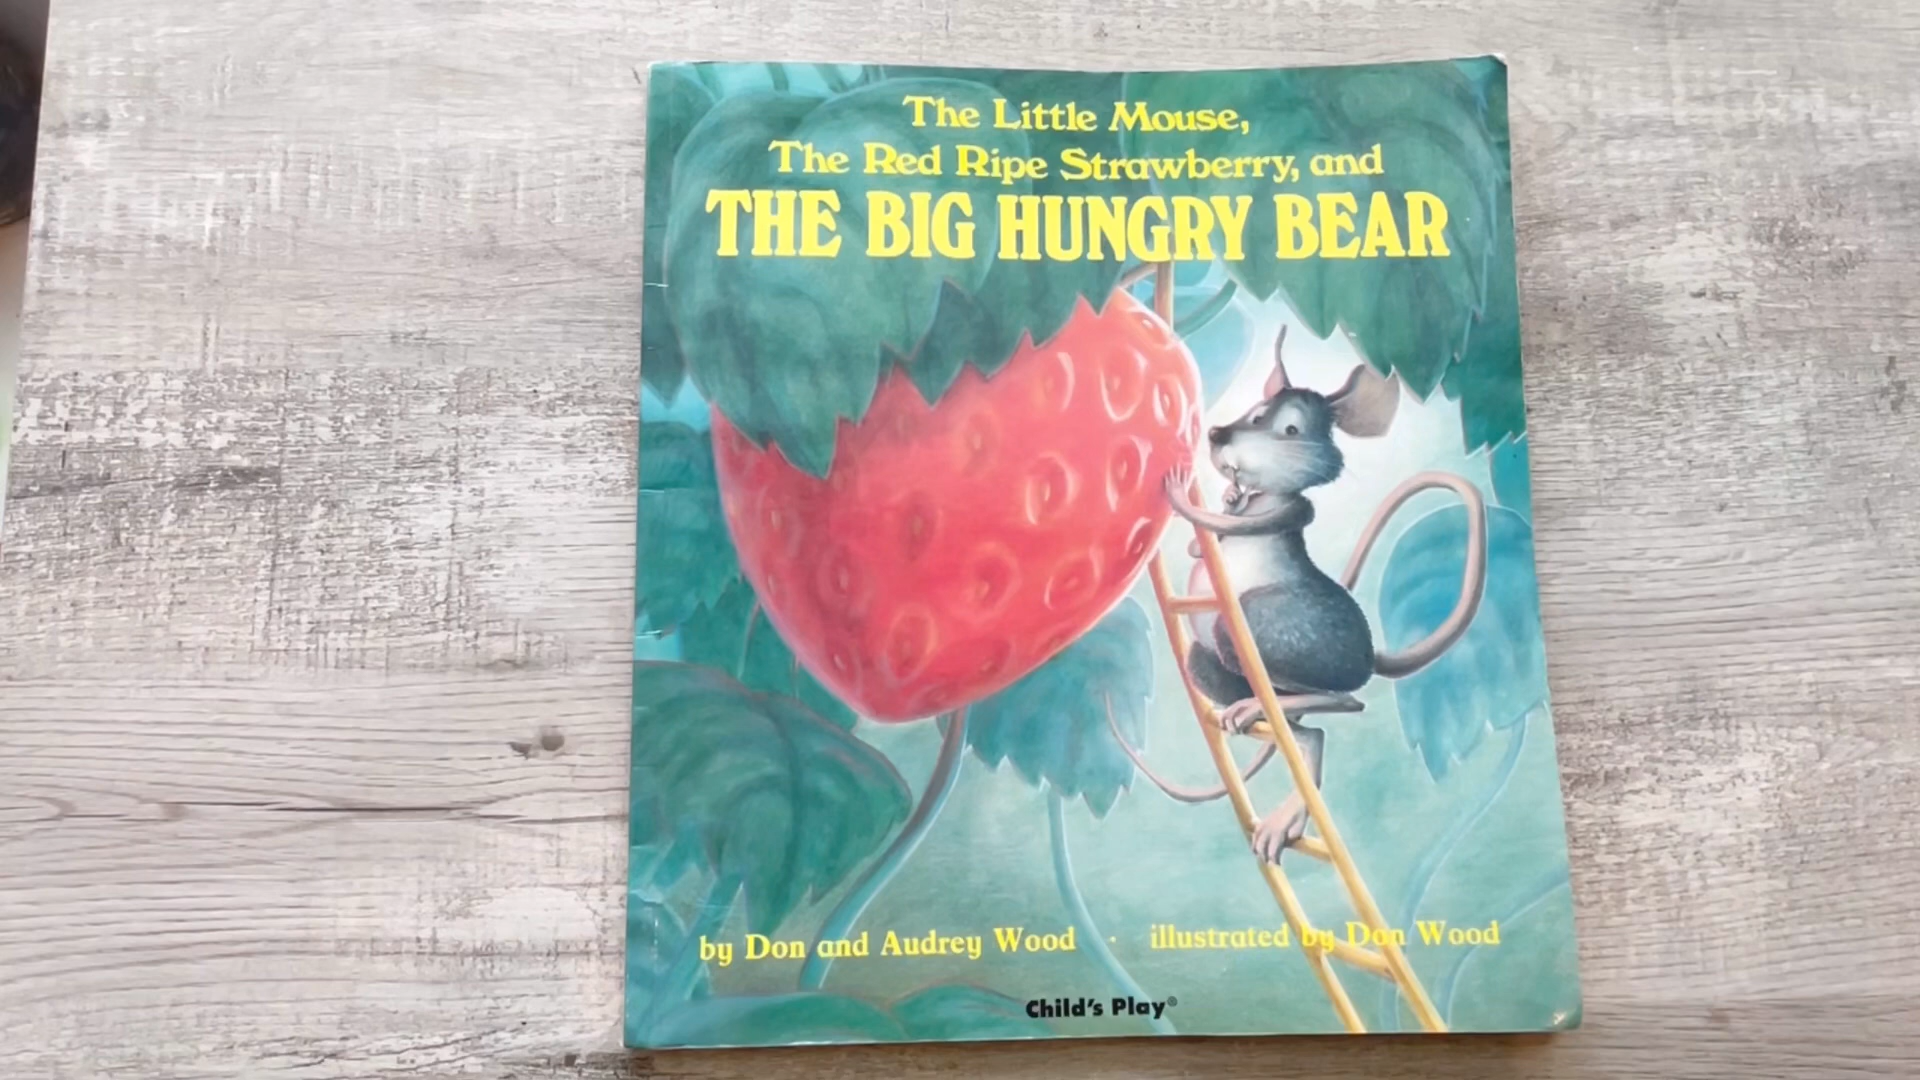 The Little Mouse,
The Red Ripe Strawberry, and
THE BIG HUNGRY BEAR
by Don and Audrey Wood · illustrated by Don Wood
Child's Play®